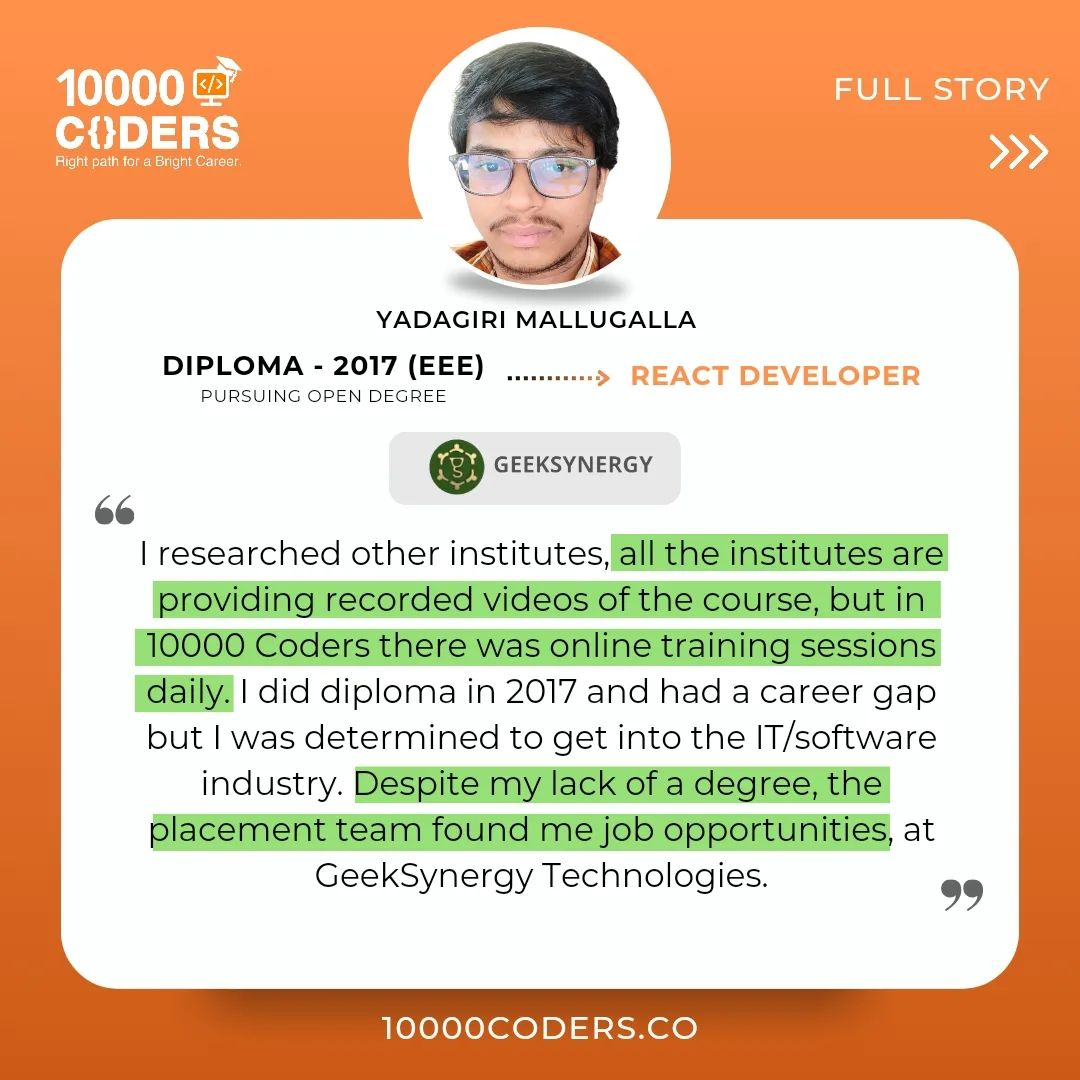 10000
CODERS
Right path for a Bright Career.
FULL STORY
YADAGIRI MALLUGALLA
DIPLOMA - 2017 (EEE)
PURSUING OPEN DEGREE
REACT DEVELOPER
GEEKSYNERGY
“
I researched other institutes, all the institutes are
providing recorded videos of the course, but in
10000 Coders there was online training sessions
daily. I did diploma in 2017 and had a career gap
but I was determined to get into the IT/software
industry. Despite my lack of a degree, the
placement team found me job opportunities, at
GeekSynergy Technologies.
”
10000CODERS.CO